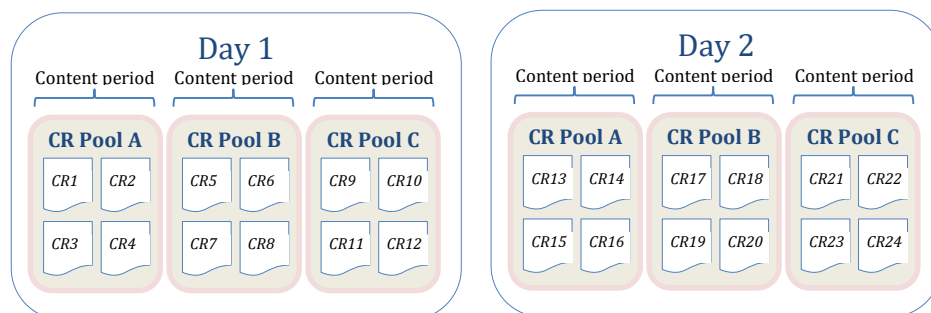 Day 1
Content period Content period Content period
CR Pool A CR Pool B CR Pool C
CR1 CR2 CR5 CR6 CR9 CR10
CR3 CR4 CR7 CR8 CR11 CR12
Day 2
Content period Content period Content period
CR Pool A CR Pool B CR Pool C
CR13 CR14 CR17 CR18 CR21 CR22
CR15 CR16 CR19 CR20 CR23 CR24